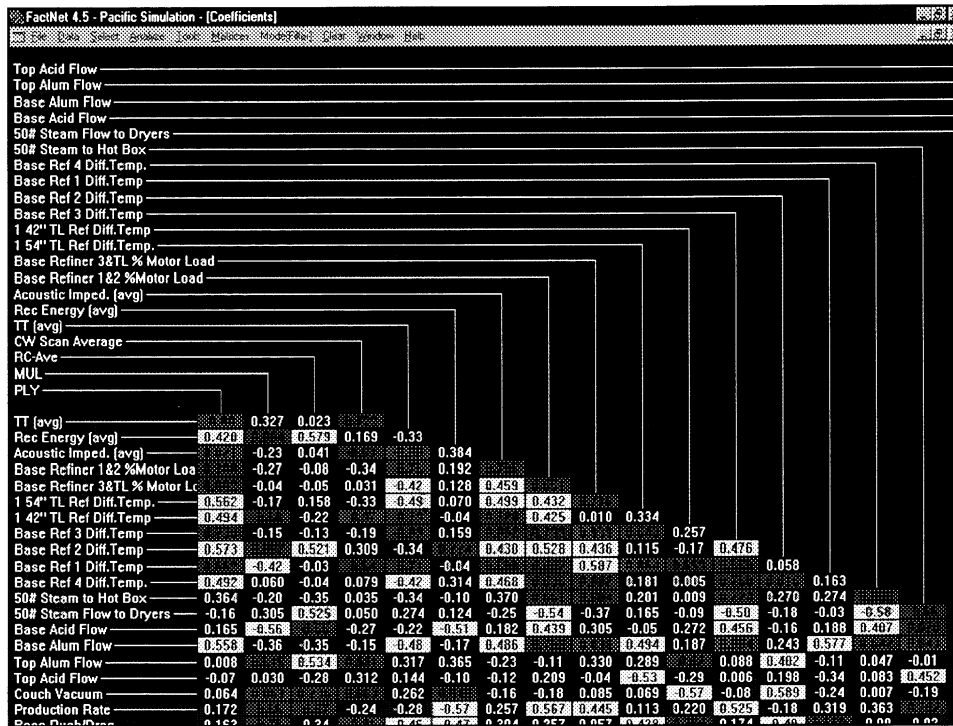 FactNet 4.5 - Pacific Simulation - [Coefficients]
File Data Select Analyze Tools Matrices Clear Window Help
Top Acid Flow
Top Alum Flow
Base Alum Flow
Base Acid Flow
50# Steam Flow to Dryers
50# Steam to Hot Box
Base Ref 4 Diff.Temp.
Base Ref 1 Diff.Temp
Base Ref 2 Diff.Temp
Base Ref 3 Diff.Temp
1 42" TL Ref Diff.Temp
1 54" TL Ref Diff.Temp.
Base Refiner 3&TL % Motor Load
Base Refiner 1&2 %Motor Load
Acoustic Imped. (avg)
Rec Energy (avg)
TT (avg)
CW Scan Average
RC-Ave
MUL
PLY
TT (avg) 0.327 0.023
Rec Energy (avg) 0.420 0.579 0.169 -0.33
Acoustic Imped. (avg) -0.23 0.041 0.384
Base Refiner 1&2 %Motor Loa -0.27 -0.08 -0.34 0.192
Base Refiner 3&TL % Motor Lo -0.04 -0.05 0.031 -0.42 0.128 0.459
1 54" TL Ref Diff.Temp. 0.562 -0.17 0.158 -0.33 -0.49 0.070 0.499 0.432
1 42" TL Ref Diff.Temp 0.494 -0.22 -0.04 0.425 0.010 0.334
Base Ref 3 Diff.Temp -0.15 -0.13 -0.19 0.159 0.257
Base Ref 2 Diff.Temp 0.573 0.521 0.309 -0.34 0.430 0.528 0.436 0.115 -0.17 0.476
Base Ref 1 Diff.Temp -0.42 -0.03 -0.04 0.587 0.058
Base Ref 4 Diff.Temp. 0.492 0.060 -0.04 0.079 -0.42 0.314 0.468 0.181 0.005 0.163
50# Steam to Hot Box 0.364 -0.20 -0.35 0.035 -0.34 -0.10 0.370 0.201 0.009 0.270 0.274
50# Steam Flow to Dryers -0.16 0.305 0.525 0.050 0.274 0.124 -0.25 -0.54 -0.37 0.165 -0.09 -0.50 -0.18 -0.03 -0.58
Base Acid Flow 0.165 -0.56 -0.27 -0.22 -0.51 0.182 0.439 0.305 -0.05 0.272 0.456 -0.16 0.188 0.407
Base Alum Flow 0.558 -0.36 -0.35 -0.15 -0.48 -0.17 0.486 0.494 0.187 0.243 0.577
Top Alum Flow 0.008 0.534 0.317 0.365 -0.23 -0.11 0.330 0.289 0.088 0.402 -0.11 0.047 -0.01
Top Acid Flow -0.07 0.030 -0.28 0.312 0.144 -0.10 -0.12 0.209 -0.04 -0.53 -0.29 0.006 0.198 -0.34 0.083 0.452
Couch Vacuum 0.064 0.262 -0.16 -0.18 0.085 0.069 -0.57 -0.08 0.589 -0.24 0.007 -0.19
Production Rate 0.172 -0.24 -0.28 -0.57 0.257 0.567 0.445 0.113 0.220 0.525 -0.18 0.319 0.363